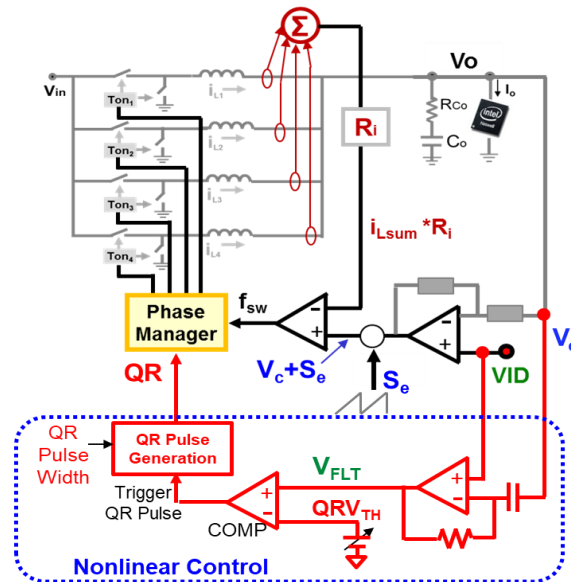 Σ
Vo
Vin
Ton1
iL1
Io
RCo
intel
Co
Ton2
iL2
Ri
Ton3
iL3
Ton4
iL4
iLsum *Ri
Phase
Manager
fsw
-
+
-
+
QR
Vc+Se
Se
VID
Vo
QR
Pulse
Width
QR Pulse
Generation
VFLT
+
-
Trigger
QR Pulse
+
-
QRVTH
COMP
Nonlinear Control